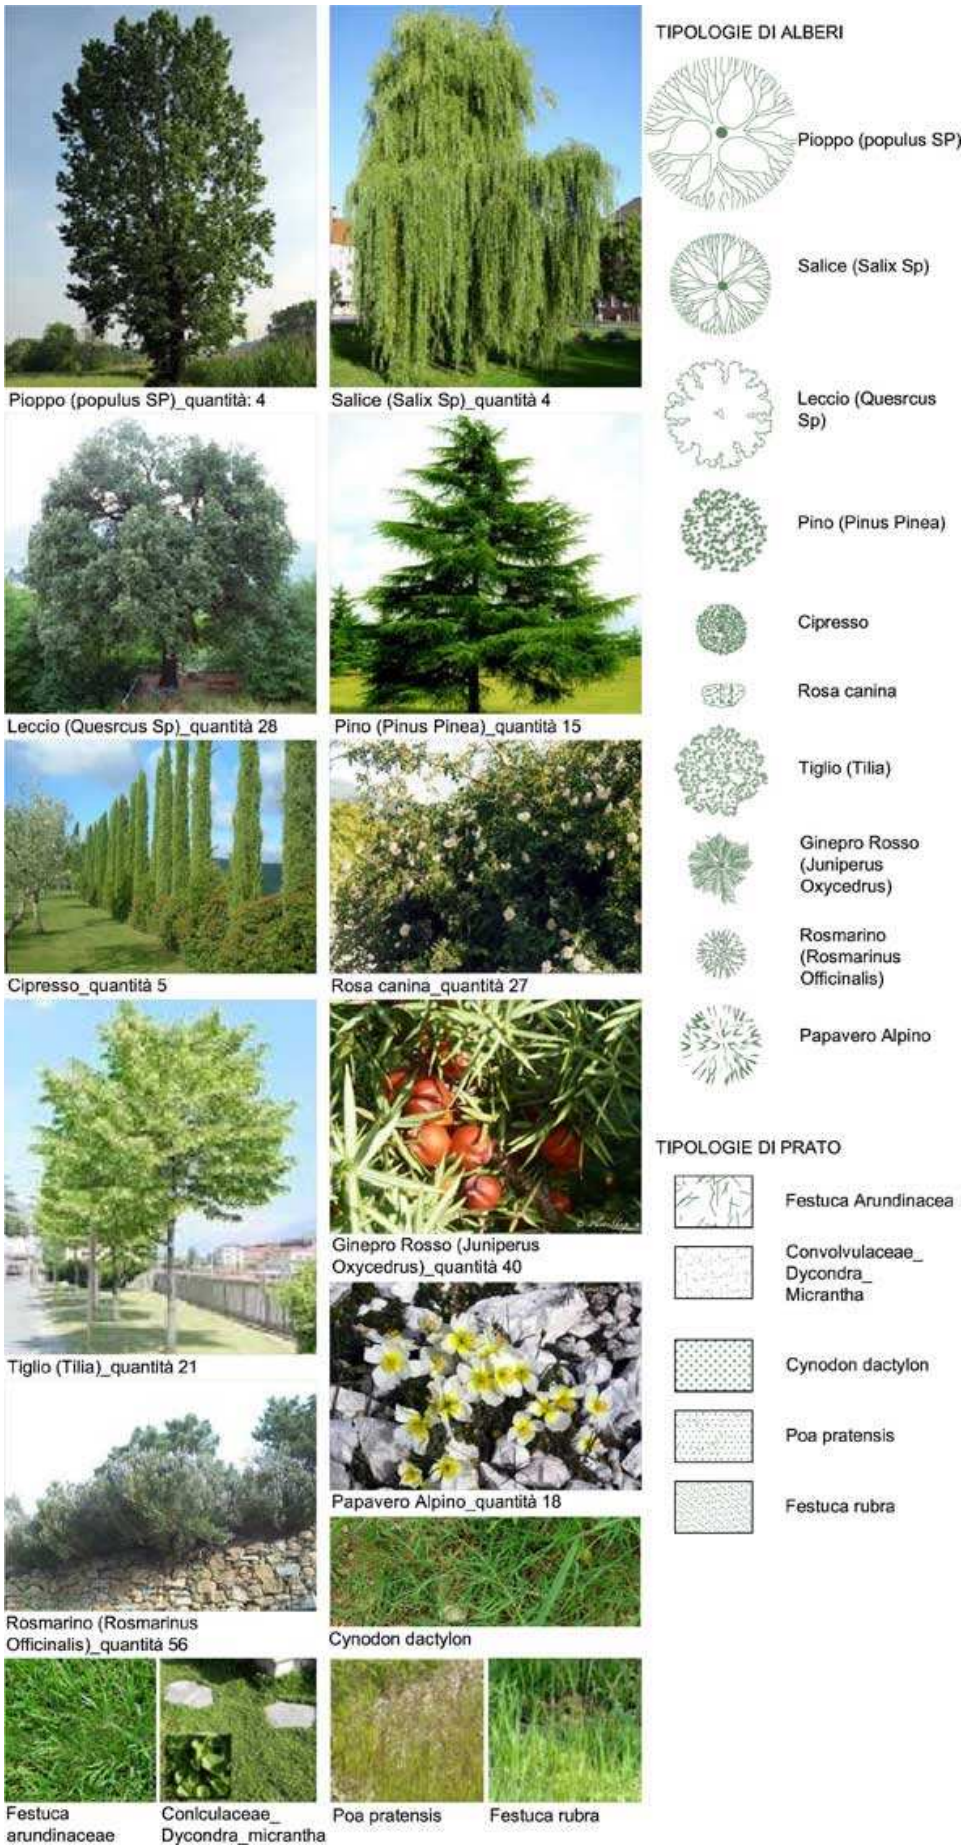 Pioppo (populus SP)_quantità: 4
Salice (Salix Sp)_quantità 4
Leccio (Quesrcus Sp)_quantità 28
Pino (Pinus Pinea)_quantità 15
Cipresso_quantità 5
Rosa canina_quantità 27
Ginepro Rosso (Juniperus
Oxycedrus)_quantità 40
Tiglio (Tilia)_quantità 21
Papavero Alpino_quantità 18
Rosmarino (Rosmarinus
Officinalis)_quantità 56
Cynodon dactylon
Festuca
arundinaceae
Conlculaceae_
Dycondra_micrantha
Poa pratensis
Festuca rubra
TIPOLOGIE DI ALBERI
Pioppo (populus SP)
Salice (Salix Sp)
Leccio (Quesrcus
Sp)
Pino (Pinus Pinea)
Cipresso
Rosa canina
Tiglio (Tilia)
Ginepro Rosso
(Juniperus
Oxycedrus)
Rosmarino
(Rosmarinus
Officinalis)
Papavero Alpino
TIPOLOGIE DI PRATO
Festuca Arundinacea
Convolvulaceae_
Dycondra_
Micrantha
Cynodon dactylon
Poa pratensis
Festuca rubra